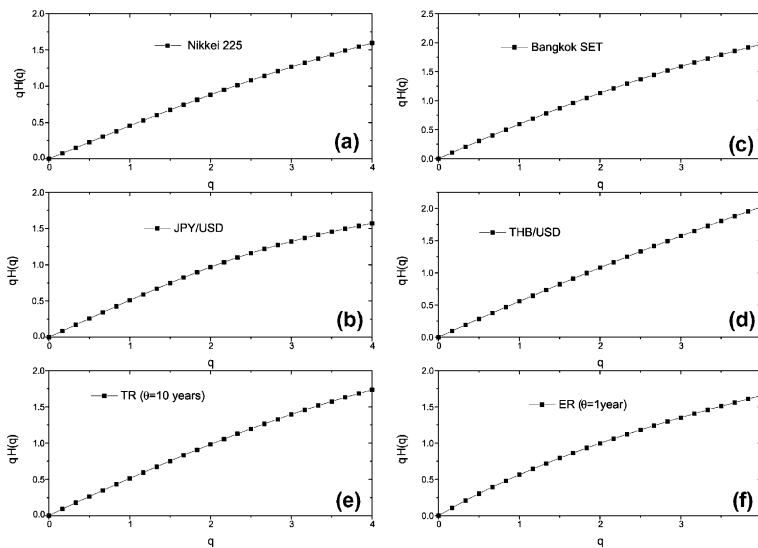 2.0
1.5
1.0
0.5
0.0
qH(q)
Nikkei 225
(a)
0 1 2 3 4
q
2.5
2.0
1.5
1.0
0.5
0.0
qH(q)
Bangkok SET
(c)
0 1 2 3
q
2.0
1.5
1.0
0.5
0.0
qH(q)
JPY/USD
(b)
0 1 2 3 4
q
2.0
1.5
1.0
0.5
0.0
qH(q)
THB/USD
(d)
0 1 2 3
q
2.0
1.5
1.0
0.5
0.0
qH(q)
TR (θ=10 years)
(e)
0 1 2 3 4
q
2.0
1.5
1.0
0.5
0.0
qH(q)
ER (θ=1year)
(f)
0 1 2 3
q